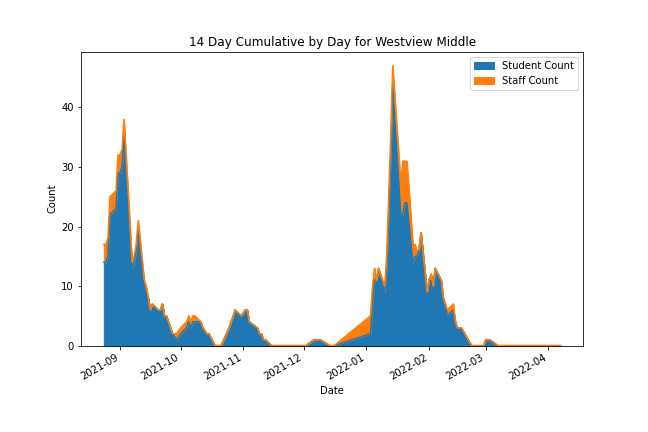 14 Day Cumulative by Day for Westview Middle
Student Count
Staff Count
Count
40
30
20
10
0
2021-09
2021-10
2021-11
2021-12
2022-01
2022-02
2022-03
2022-04
Date